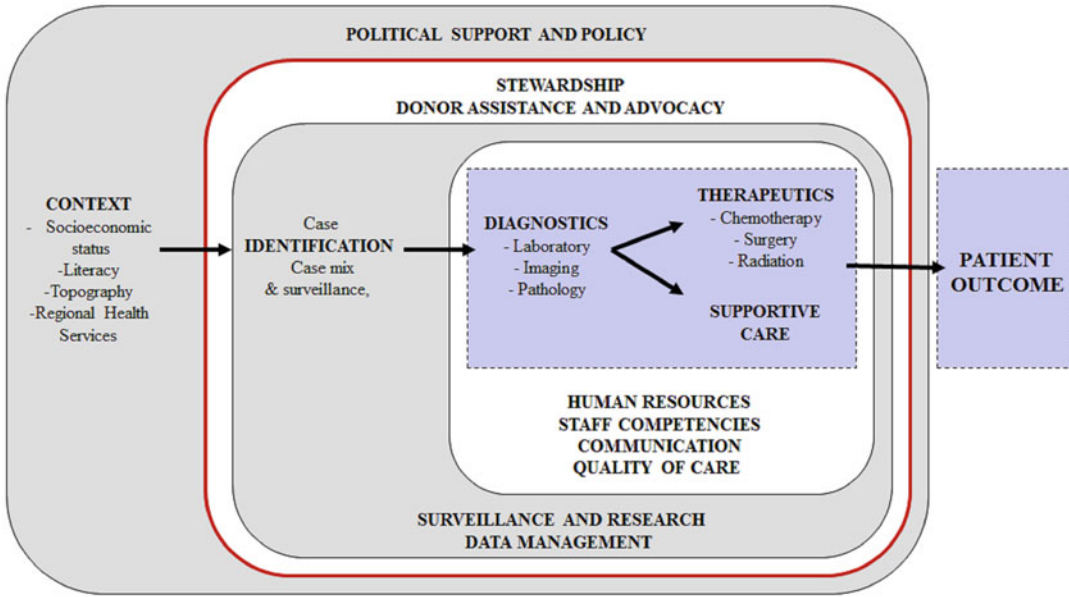 POLITICAL SUPPORT AND POLICY
STEWARDSHIP
DONOR ASSISTANCE AND ADVOCACY
CONTEXT
- Socioeconomic
status
-Literacy
-Topography
-Regional Health
Services
Case
IDENTIFICATION
Case mix
& surveillance,
DIAGNOSTICS
- Laboratory
- Imaging
- Pathology
THERAPEUTICS
- Chemotherapy
- Surgery
- Radiation
SUPPORTIVE
CARE
PATIENT
OUTCOME
HUMAN RESOURCES
STAFF COMPETENCIES
COMMUNICATION
QUALITY OF CARE
SURVEILLANCE AND RESEARCH
DATA MANAGEMENT